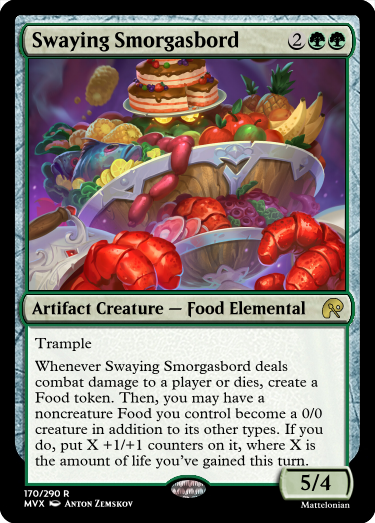 Swaying Smorgasbord 2
Artifact Creature — Food Elemental
Trample
Whenever Swaying Smorgasbord deals
combat damage to a player or dies, create a
Food token. Then, you may have a
noncreature Food you control become a 0/0
creature in addition to its other types. If you
do, put X +1/+1 counters on it, where X is
the amount of life you've gained this turn.
5/4
170/290 R
MVX Anton Zemskov
Mattelonian